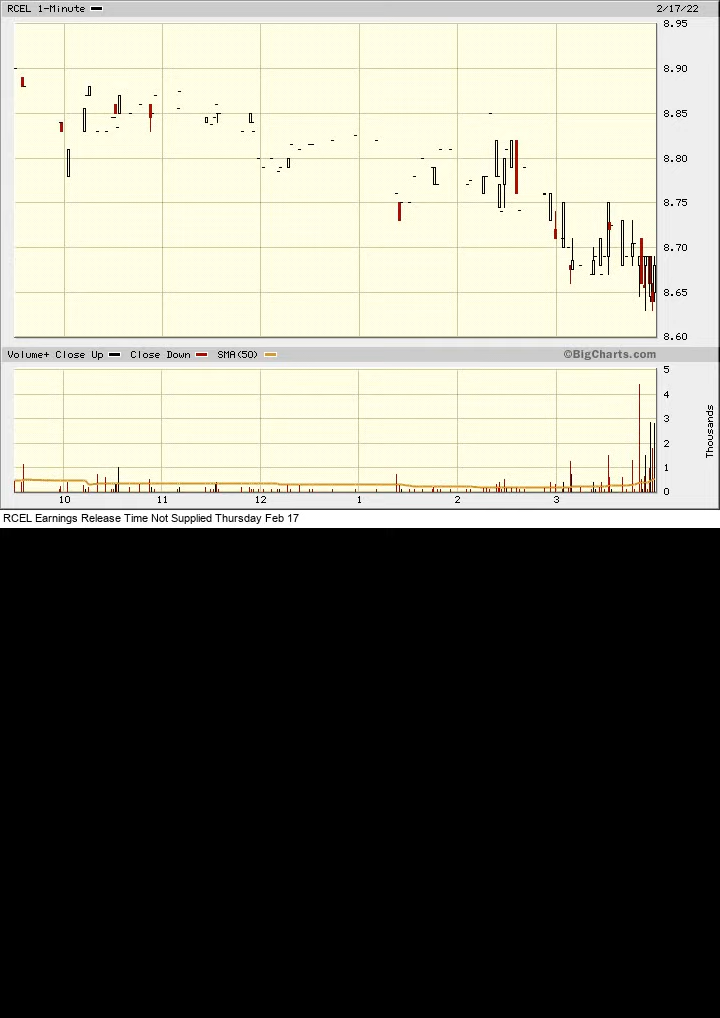 RCEL 1-Minute 2/17/22
8.95
8.90
8.85
8.80
8.75
8.70
8.65
8.60
Volume+ Close Up Close Down SMA(50) ©BigCharts.com
5
4
3
2
1
0
Thousands
10 11 12 1 2 3
RCEL Earnings Release Time Not Supplied Thursday Feb 17